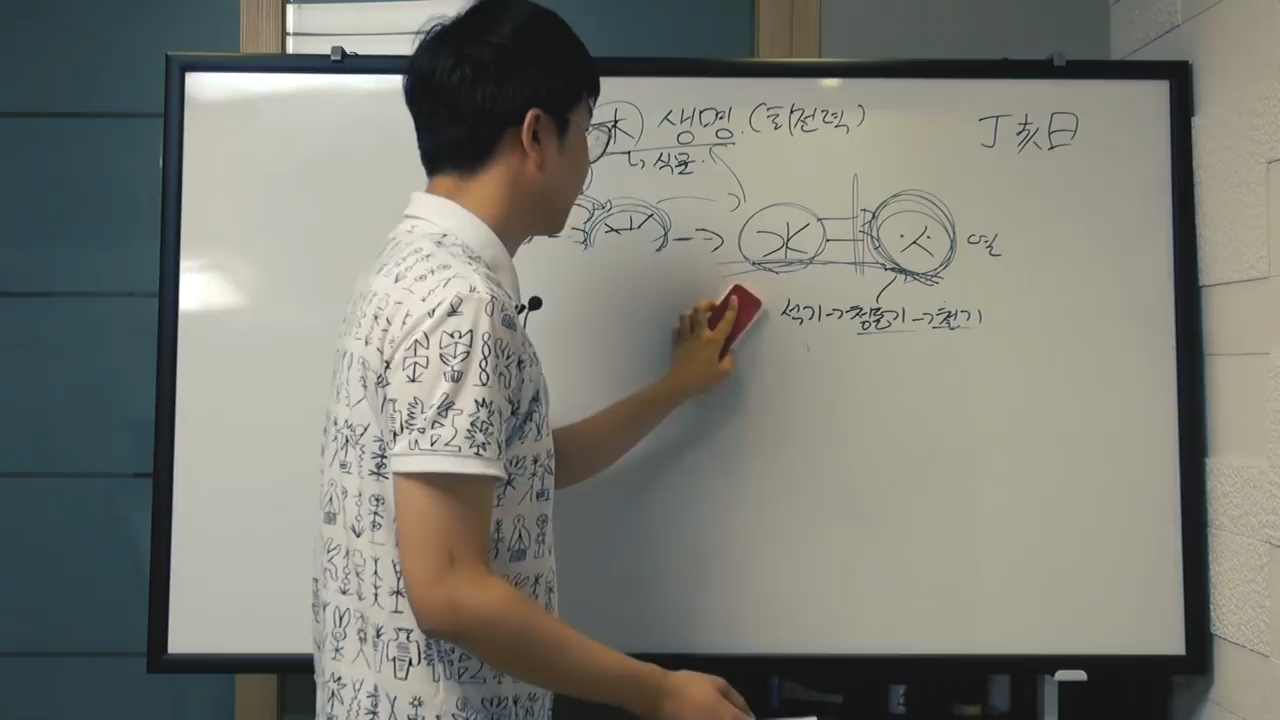 木 생명. (회전력) 丁亥日
↳ 식물.
→ 水 火 열
석기→청동기→철기